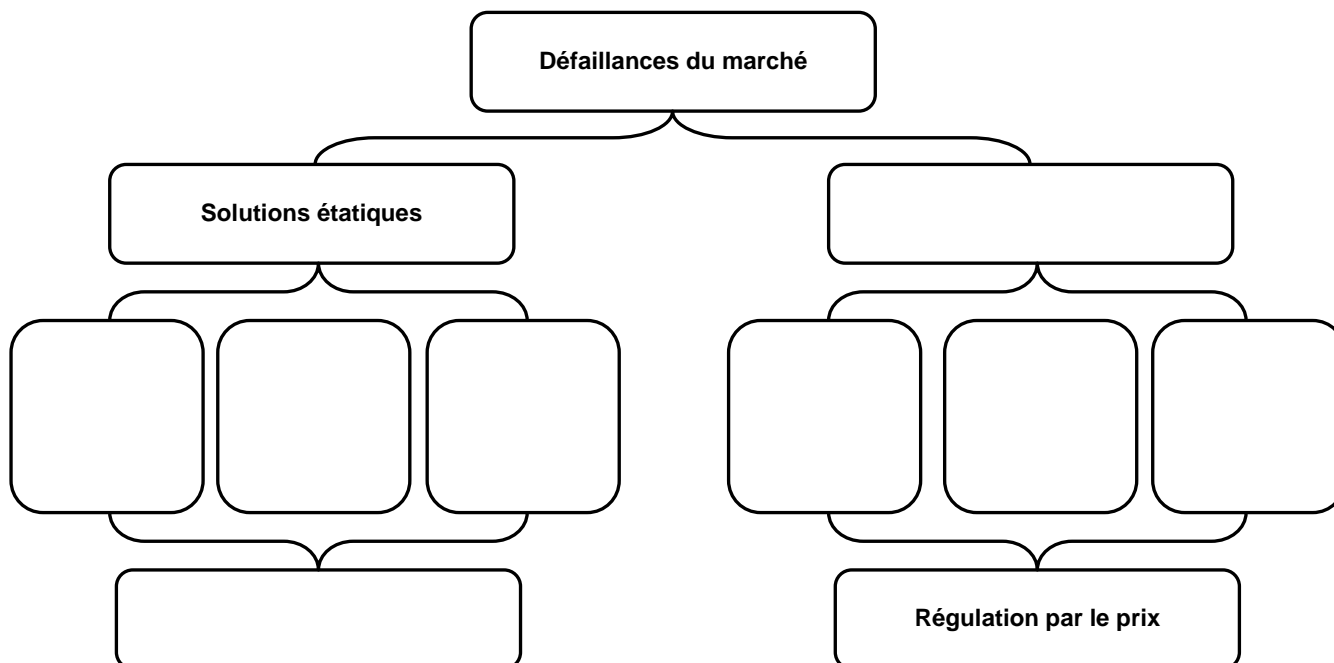 Défaillances du marché
Solutions étatiques
Régulation par le prix